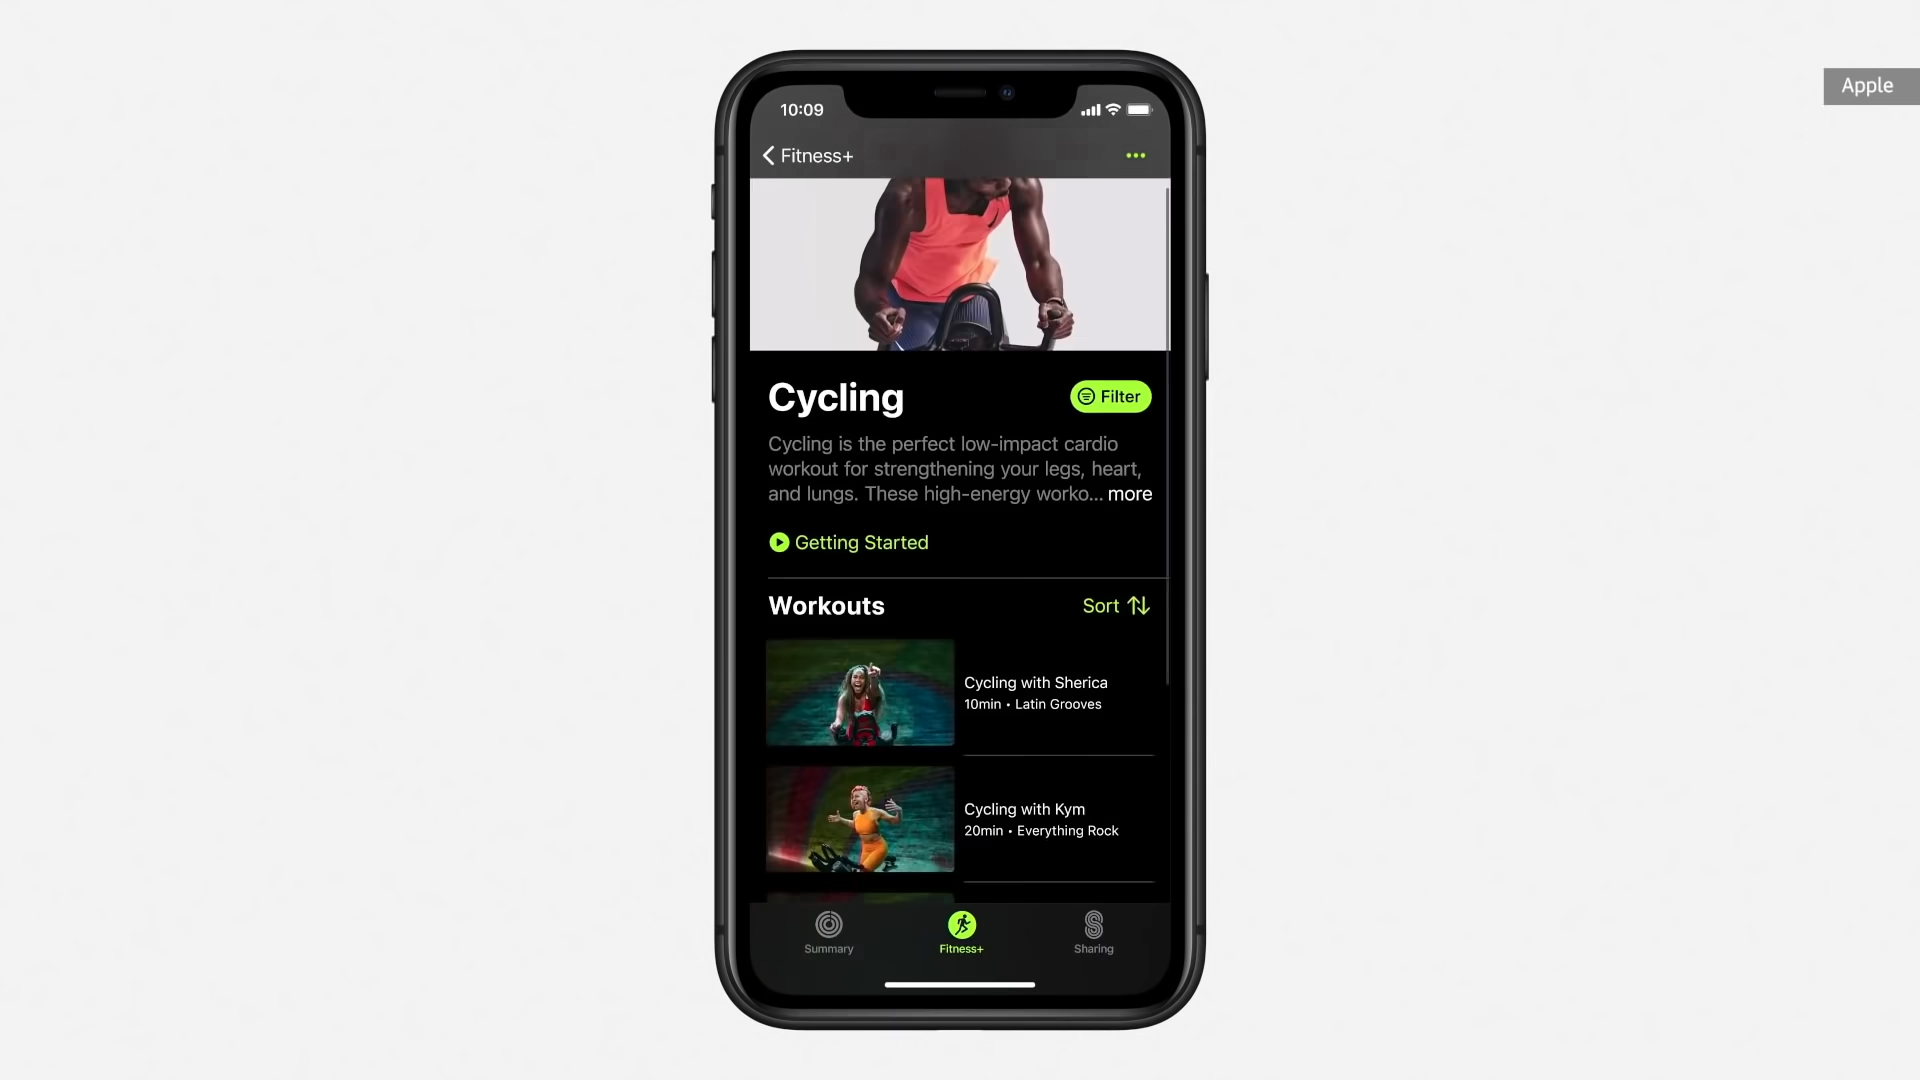 Apple
10:09
Fitness+
Cycling
Filter
Cycling is the perfect low-impact cardio
workout for strengthening your legs, heart,
and lungs. These high-energy worko... more
Getting Started
Workouts
Sort
Cycling with Sherica
10min • Latin Grooves
Cycling with Kym
20min • Everything Rock
Summary
Fitness+
Sharing